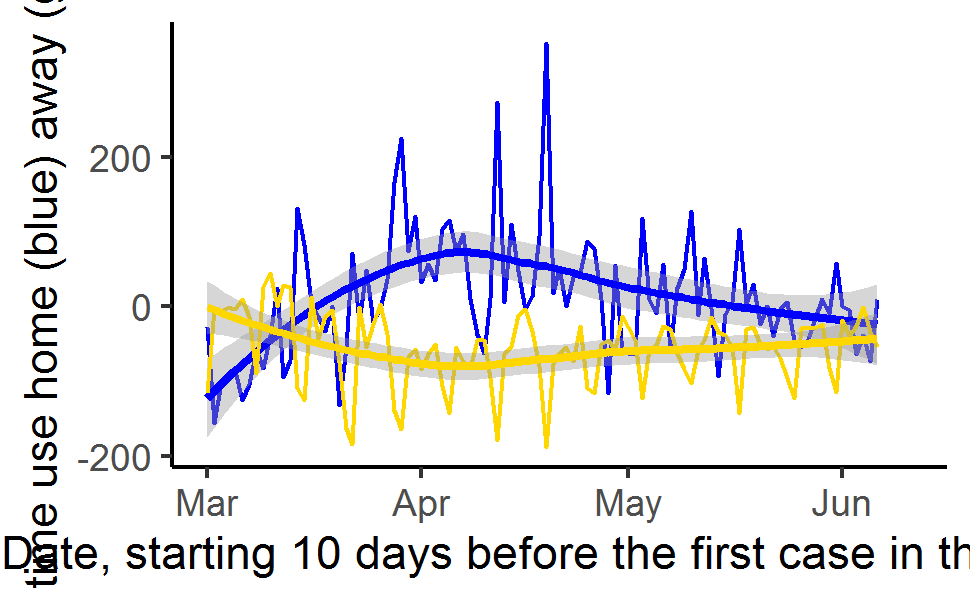 time use home (blue) away (
200
0
-200
Mar Apr May Jun
Date, starting 10 days before the first case in th